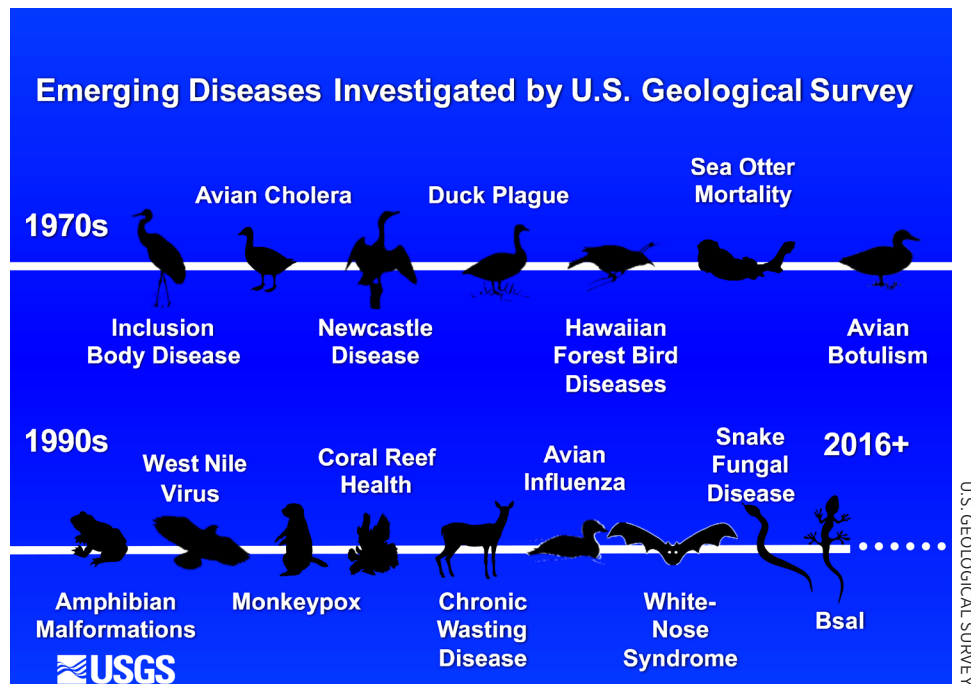 Emerging Diseases Investigated by U.S. Geological Survey
1970s
Inclusion
Body Disease
Avian Cholera
Newcastle
Disease
Duck Plague
Hawaiian
Forest Bird
Diseases
Sea Otter
Mortality
Avian
Botulism
1990s
Amphibian
Malformations
West Nile
Virus
Monkeypox
Coral Reef
Health
Chronic
Wasting
Disease
Avian
Influenza
White-
Nose
Syndrome
Snake
Fungal
Disease
2016+
Bsal
USGS
U.S. GEOLOGICAL SURVEY